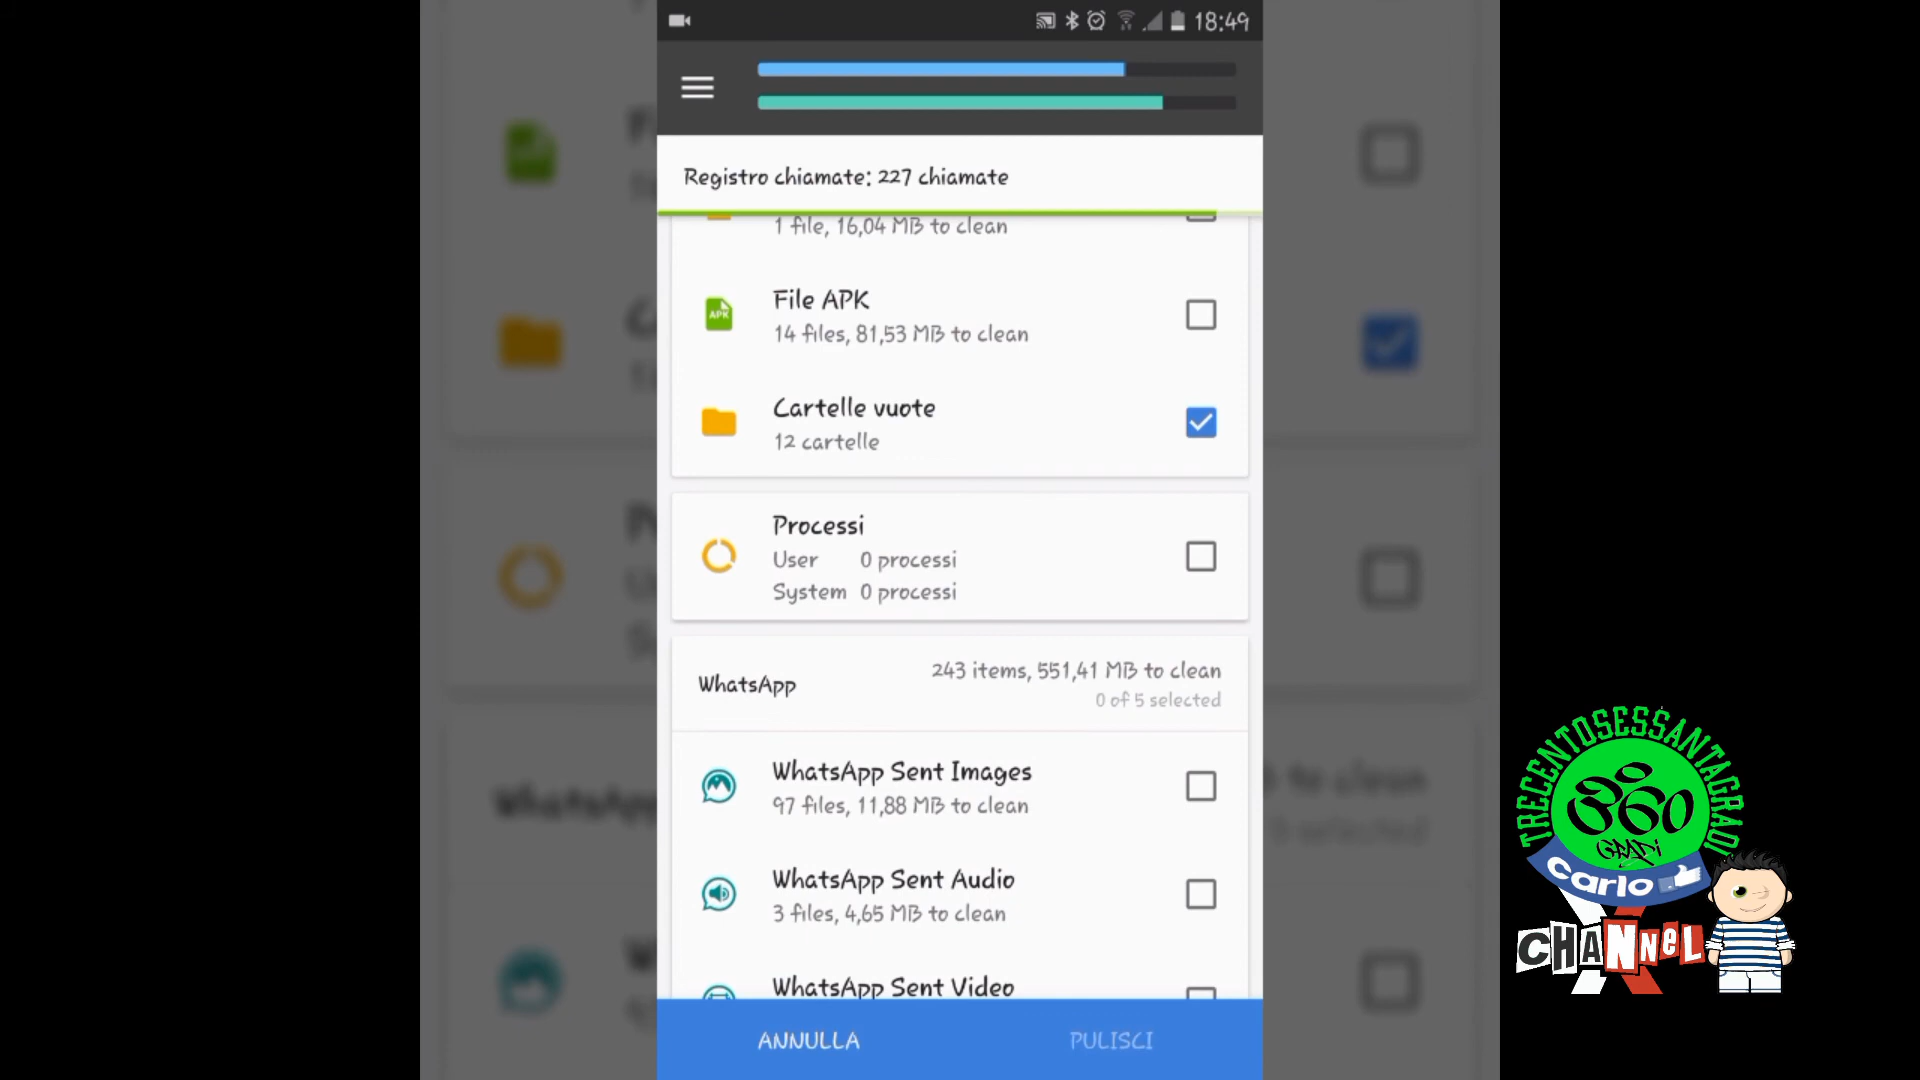 18:49
Registro chiamate: 227 chiamate
1 file, 16,04 MB to clean
File APK
APK
14 files, 81,53 MB to clean
Cartelle vuote
12 cartelle
Processi
User 0 processi
System 0 processi
WhatsApp
243 items, 551,41 MB to clean
0 of 5 selected
WhatsApp Sent Images
97 files, 11,88 MB to clean
WhatsApp Sent Audio
3 files, 4,65 MB to clean
WhatsApp Sent Video
ANNULLA
PULISCI
TRECENTOSESSANTAGRADI
360
GRADI
carlo
CHANNEL